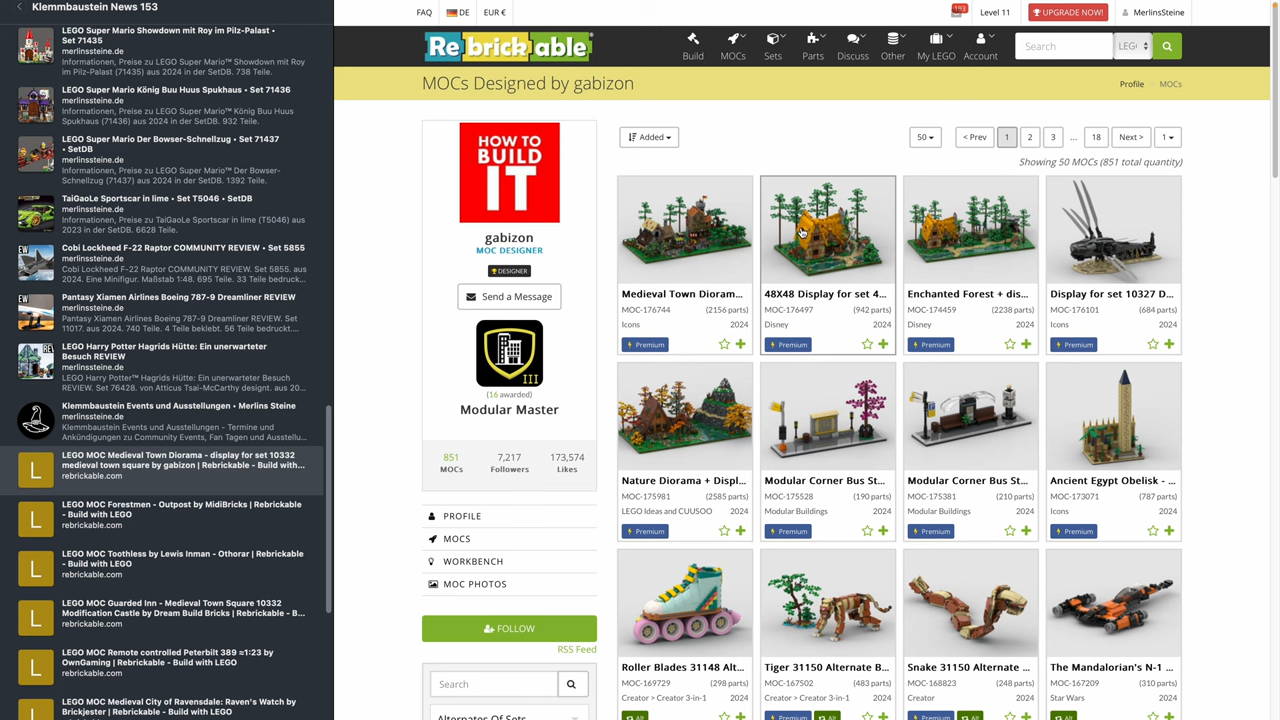 Klemmbaustein News 153
LEGO Super Mario Showdown mit Roy im Pilz-Palast •
Set 71435
merlinssteine.de
Informationen, Preise zu LEGO Super Mario™ Showdown mit
Roy im Pilz-Palast (71435) aus 2024 in der SetDB. 738 Teile.
LEGO Super Mario König Buu Huus Spukhaus • Set 71436
merlinssteine.de
Informationen, Preise zu LEGO Super Mario™ König Buu Huus
Spukhaus (71436) aus 2024 in der SetDB. 932 Teile.
LEGO Super Mario Der Bowser-Schnellzug • Set 71437
• SetDB
merlinssteine.de
Informationen, Preise zu LEGO Super Mario™ Der Bowser-
Schnellzug (71437) aus 2024 in der SetDB. 1392 Teile.
TaiGaoLe Sportscar in lime • Set T5046 • SetDB
merlinssteine.de
Informationen, Preise zu TaiGaoLe Sportscar in lime (T5046) aus
2023 in der SetDB. 6628 Teile.
Cobi Lockheed F-22 Raptor COMMUNITY REVIEW • Set 5855
merlinssteine.de
Cobi Lockheed F-22 Raptor COMMUNITY REVIEW. Set 5855. aus
2024. Eine Minifigur. Maßstab 1:48. 695 Teile. 33 Teile bedruckt...
Pantasy Xiamen Airlines Boeing 787-9 Dreamliner REVIEW
merlinssteine.de
Pantasy Xiamen Airlines Boeing 787-9 Dreamliner REVIEW. Set
11017. aus 2024. 740 Teile. 4 Teile beklebt. 56 Teile bedruckt....
LEGO Harry Potter Hagrids Hütte: Ein unerwarteter
Besuch REVIEW
merlinssteine.de
LEGO Harry Potter™ Hagrids Hütte: Ein unerwarteter Besuch
REVIEW. Set 76428. von Atticus Tsai-McCarthy designt. aus 20...
Klemmbaustein Events und Ausstellungen • Merlins Steine
merlinssteine.de
Klemmbaustein Events und Ausstellungen - Termine und
Ankündigungen zu Community Events, Fan Tagen und Ausstellu...
L
LEGO MOC Medieval Town Diorama - display for set 10332
medieval town square by gabizon | Rebrickable - Build with...
rebrickable.com
L
LEGO MOC Forestmen - Outpost by MidiBricks | Rebrickable
- Build with LEGO
rebrickable.com
L
LEGO MOC Toothless by Lewis Inman - Othorar | Rebrickable
- Build with LEGO
rebrickable.com
L
LEGO MOC Guarded Inn - Medieval Town Square 10332
Modification Castle by Dream Build Bricks | Rebrickable - B...
rebrickable.com
L
LEGO MOC Remote controlled Peterbilt 389 ≈1:23 by
OwnGaming | Rebrickable - Build with LEGO
rebrickable.com
L
LEGO MOC Medieval City of Ravensdale: Raven's Watch by
Brickjester | Rebrickable - Build with LEGO
FAQ DE EUR € 193 Level 11 UPGRADE NOW! MerlinsSteine
Rebrickable
Build MOCs Sets Parts Discuss Other My LEGO Account Search
MOCs Designed by gabizon
Profile MOCs
HOW TO
BUILD
IT
gabizon
MOC DESIGNER
DESIGNER
Send a Message
III
(16 awarded)
Modular Master
851 7,217 173,574
MOCs Followers Likes
PROFILE
MOCS
WORKBENCH
MOC PHOTOS
FOLLOW
RSS Feed
Search
Alternates Of Sets
Added 50 < Prev 1 2 3 ... 18 Next > 1
Showing 50 MOCs (851 total quantity)
Medieval Town Dioram...
MOC-176744 (2156 parts)
Icons 2024
Premium
48X48 Display for set 4...
MOC-176497 (942 parts)
Disney 2024
Premium
Enchanted Forest + dis...
MOC-174459 (2238 parts)
Disney 2024
Premium
Display for set 10327 D...
MOC-176101 (684 parts)
Icons 2024
Premium
Nature Diorama + Displ...
MOC-175981 (2585 parts)
LEGO Ideas and CUUSOO 2024
Premium
Modular Corner Bus St...
MOC-175528 (190 parts)
Modular Buildings 2024
Premium
Modular Corner Bus St...
MOC-175381 (210 parts)
Modular Buildings 2024
Premium
Ancient Egypt Obelisk - ...
MOC-173071 (787 parts)
Icons 2024
Premium
Roller Blades 31148 Alt...
MOC-169729 (298 parts)
Creator > Creator 3-in-1 2024
Alt
Tiger 31150 Alternate B...
MOC-167502 (483 parts)
Creator > Creator 3-in-1 2024
Premium Alt
Snake 31150 Alternate ...
MOC-168823 (248 parts)
Creator 2024
Premium Alt
The Mandalorian's N-1 ...
MOC-167209 (310 parts)
Star Wars 2024
Alt